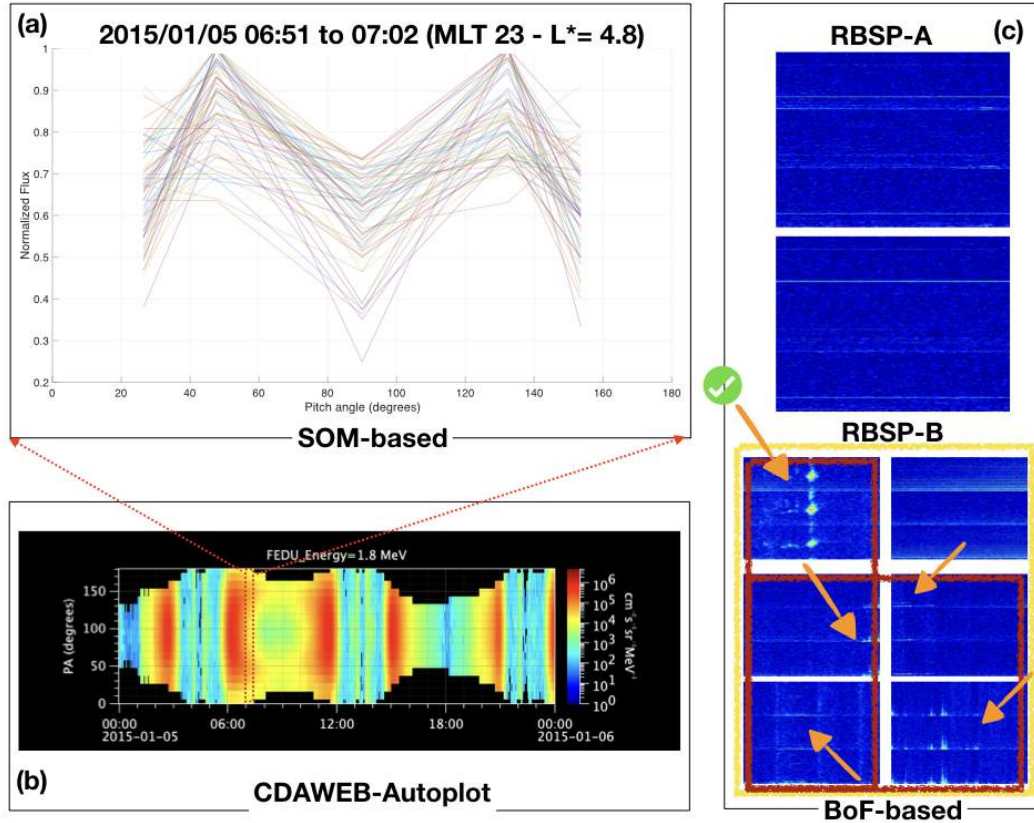 (a)
2015/01/05 06:51 to 07:02 (MLT 23 - L*= 4.8)
1
0.9
0.8
0.7
0.6
0.5
0.4
0.3
0.2
Normalized Flux
0 20 40 60 80 100 120 140 160 180
Pitch angle (degrees)
SOM-based
FEDU_Energy=1.8 MeV
150
100
50
0
PA (degrees)
00:00 06:00 12:00 18:00 00:00
2015-01-05 2015-01-06
10⁶
10⁵
10⁴
10³
10²
10¹
10⁰
cm⁻²s⁻¹sr⁻¹MeV⁻¹
(b)
CDAWEB-Autoplot
RBSP-A (c)
RBSP-B
BoF-based